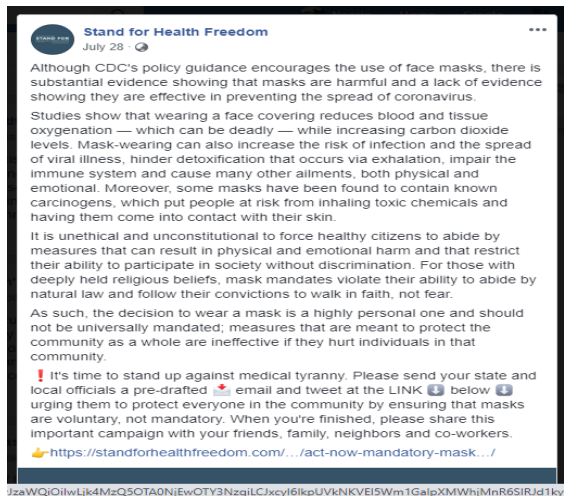 STAND FOR
Stand for Health Freedom
July 28 ·
Although CDC's policy guidance encourages the use of face masks, there is
substantial evidence showing that masks are harmful and a lack of evidence
showing they are effective in preventing the spread of coronavirus.
Studies show that wearing a face covering reduces blood and tissue
oxygenation — which can be deadly — while increasing carbon dioxide
levels. Mask-wearing can also increase the risk of infection and the spread
of viral illness, hinder detoxification that occurs via exhalation, impair the
immune system and cause many other ailments, both physical and
emotional. Moreover, some masks have been found to contain known
carcinogens, which put people at risk from inhaling toxic chemicals and
having them come into contact with their skin.
It is unethical and unconstitutional to force healthy citizens to abide by
measures that can result in physical and emotional harm and that restrict
their ability to participate in society without discrimination. For those with
deeply held religious beliefs, mask mandates violate their ability to abide by
natural law and follow their convictions to walk in faith, not fear.
As such, the decision to wear a mask is a highly personal one and should
not be universally mandated; measures that are meant to protect the
community as a whole are ineffective if they hurt individuals in that
community.
❗ It's time to stand up against medical tyranny. Please send your state and
local officials a pre-drafted 📩 email and tweet at the LINK ⬇️ below ⬇️
urging them to protect everyone in the community by ensuring that masks
are voluntary, not mandatory. When you're finished, please share this
important campaign with your friends, family, neighbors and co-workers.
👉https://standforhealthfreedom.com/…/act-now-mandatory-mask…/